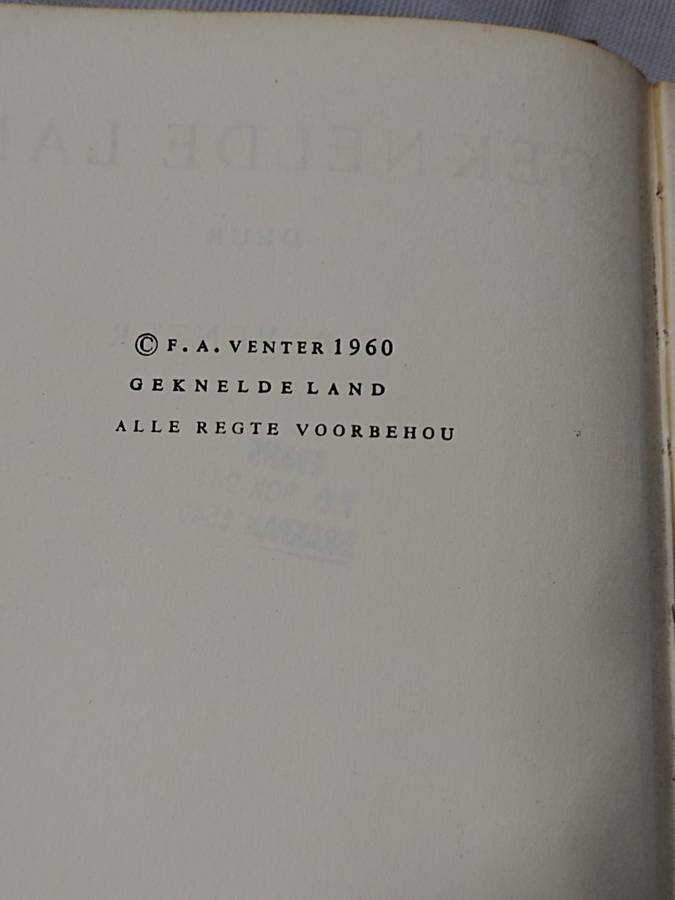 © F. A. VENTER 1960
GEKNELDE LAND
ALLE REGTE VOORBEHOU